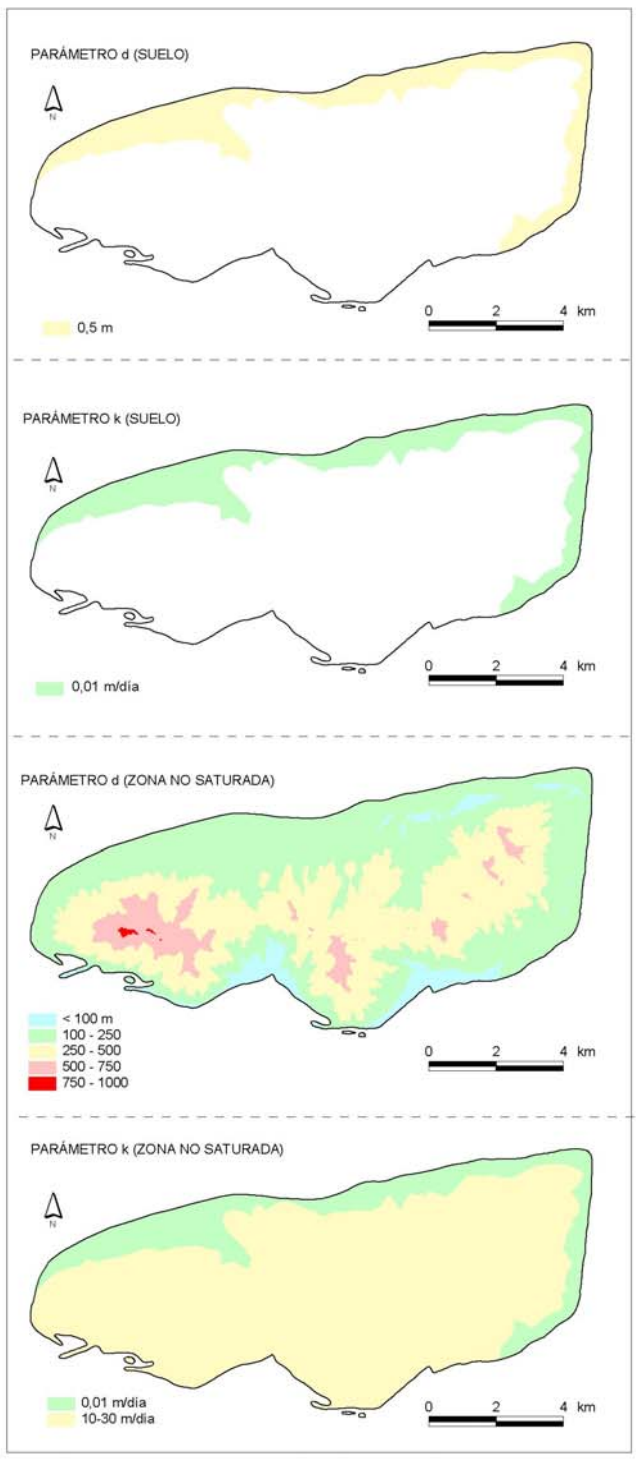 PARÁMETRO d (SUELO)
N
0,5 m
0 2 4 km
PARÁMETRO k (SUELO)
N
0,01 m/día
0 2 4 km
PARÁMETRO d (ZONA NO SATURADA)
N
< 100 m
100 - 250
250 - 500
500 - 750
750 - 1000
0 2 4 km
PARÁMETRO k (ZONA NO SATURADA)
N
0,01 m/día
10-30 m/día
0 2 4 km